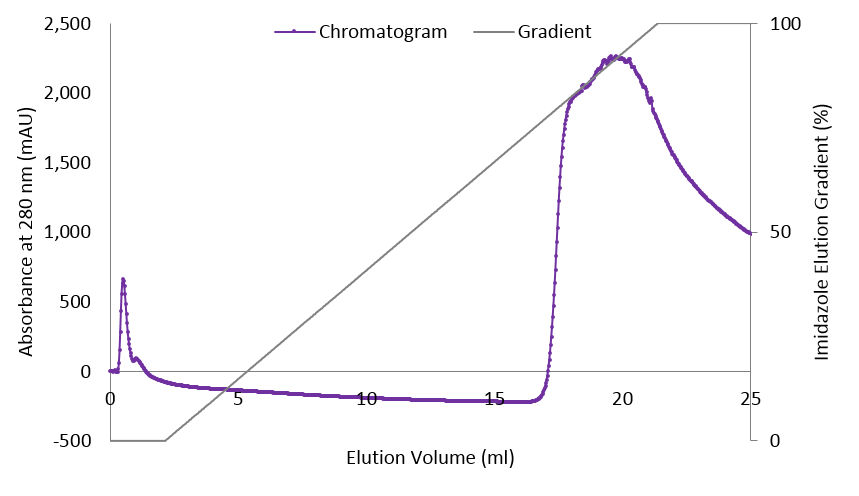 Chromatogram
Gradient
2,500
2,000
1,500
1,000
500
0
-500
Absorbance at 280 nm (mAU)
0 5 10 15 20 25
Elution Volume (ml)
100
50
0
Imidazole Elution Gradient (%)